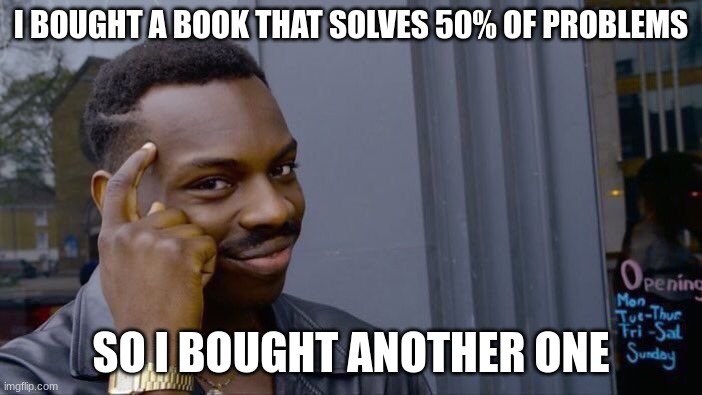 I BOUGHT A BOOK THAT SOLVES 50% OF PROBLEMS
Opening
Mon
Tue-Thur
Fri -Sat
Sunday
SO I BOUGHT ANOTHER ONE
imgflip.com